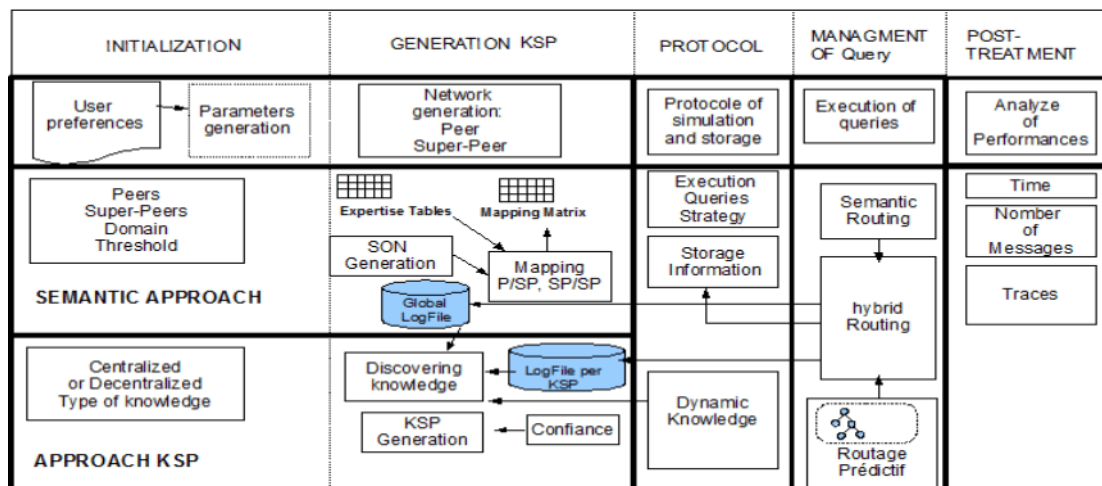 INITIALIZATION
GENERATION KSP
PROTOCOL
MANAGMENT
OF Query
POST-
TREATMENT
User
preferences
Parameters
generation
Network
generation:
Peer
Super-Peer
Protocole of
simulation
and storage
Execution of
queries
Analyze
of
Performances
Peers
Super-Peers
Domain
Threshold
SEMANTIC APPROACH
Expertise Tables
Mapping Matrix
SON
Generation
Mapping
P/SP, SP/SP
Global
LogFile
Execution
Queries
Strategy
Storage
Information
Semantic
Routing
hybrid
Routing
Time
Nomber
of
Messages
Traces
Centralized
or Decentralized
Type of knowledge
APPROACH KSP
Discovering
knowledge
LogFile per
KSP
KSP
Generation
Confiance
Dynamic
Knowledge
Routage
Prédictif